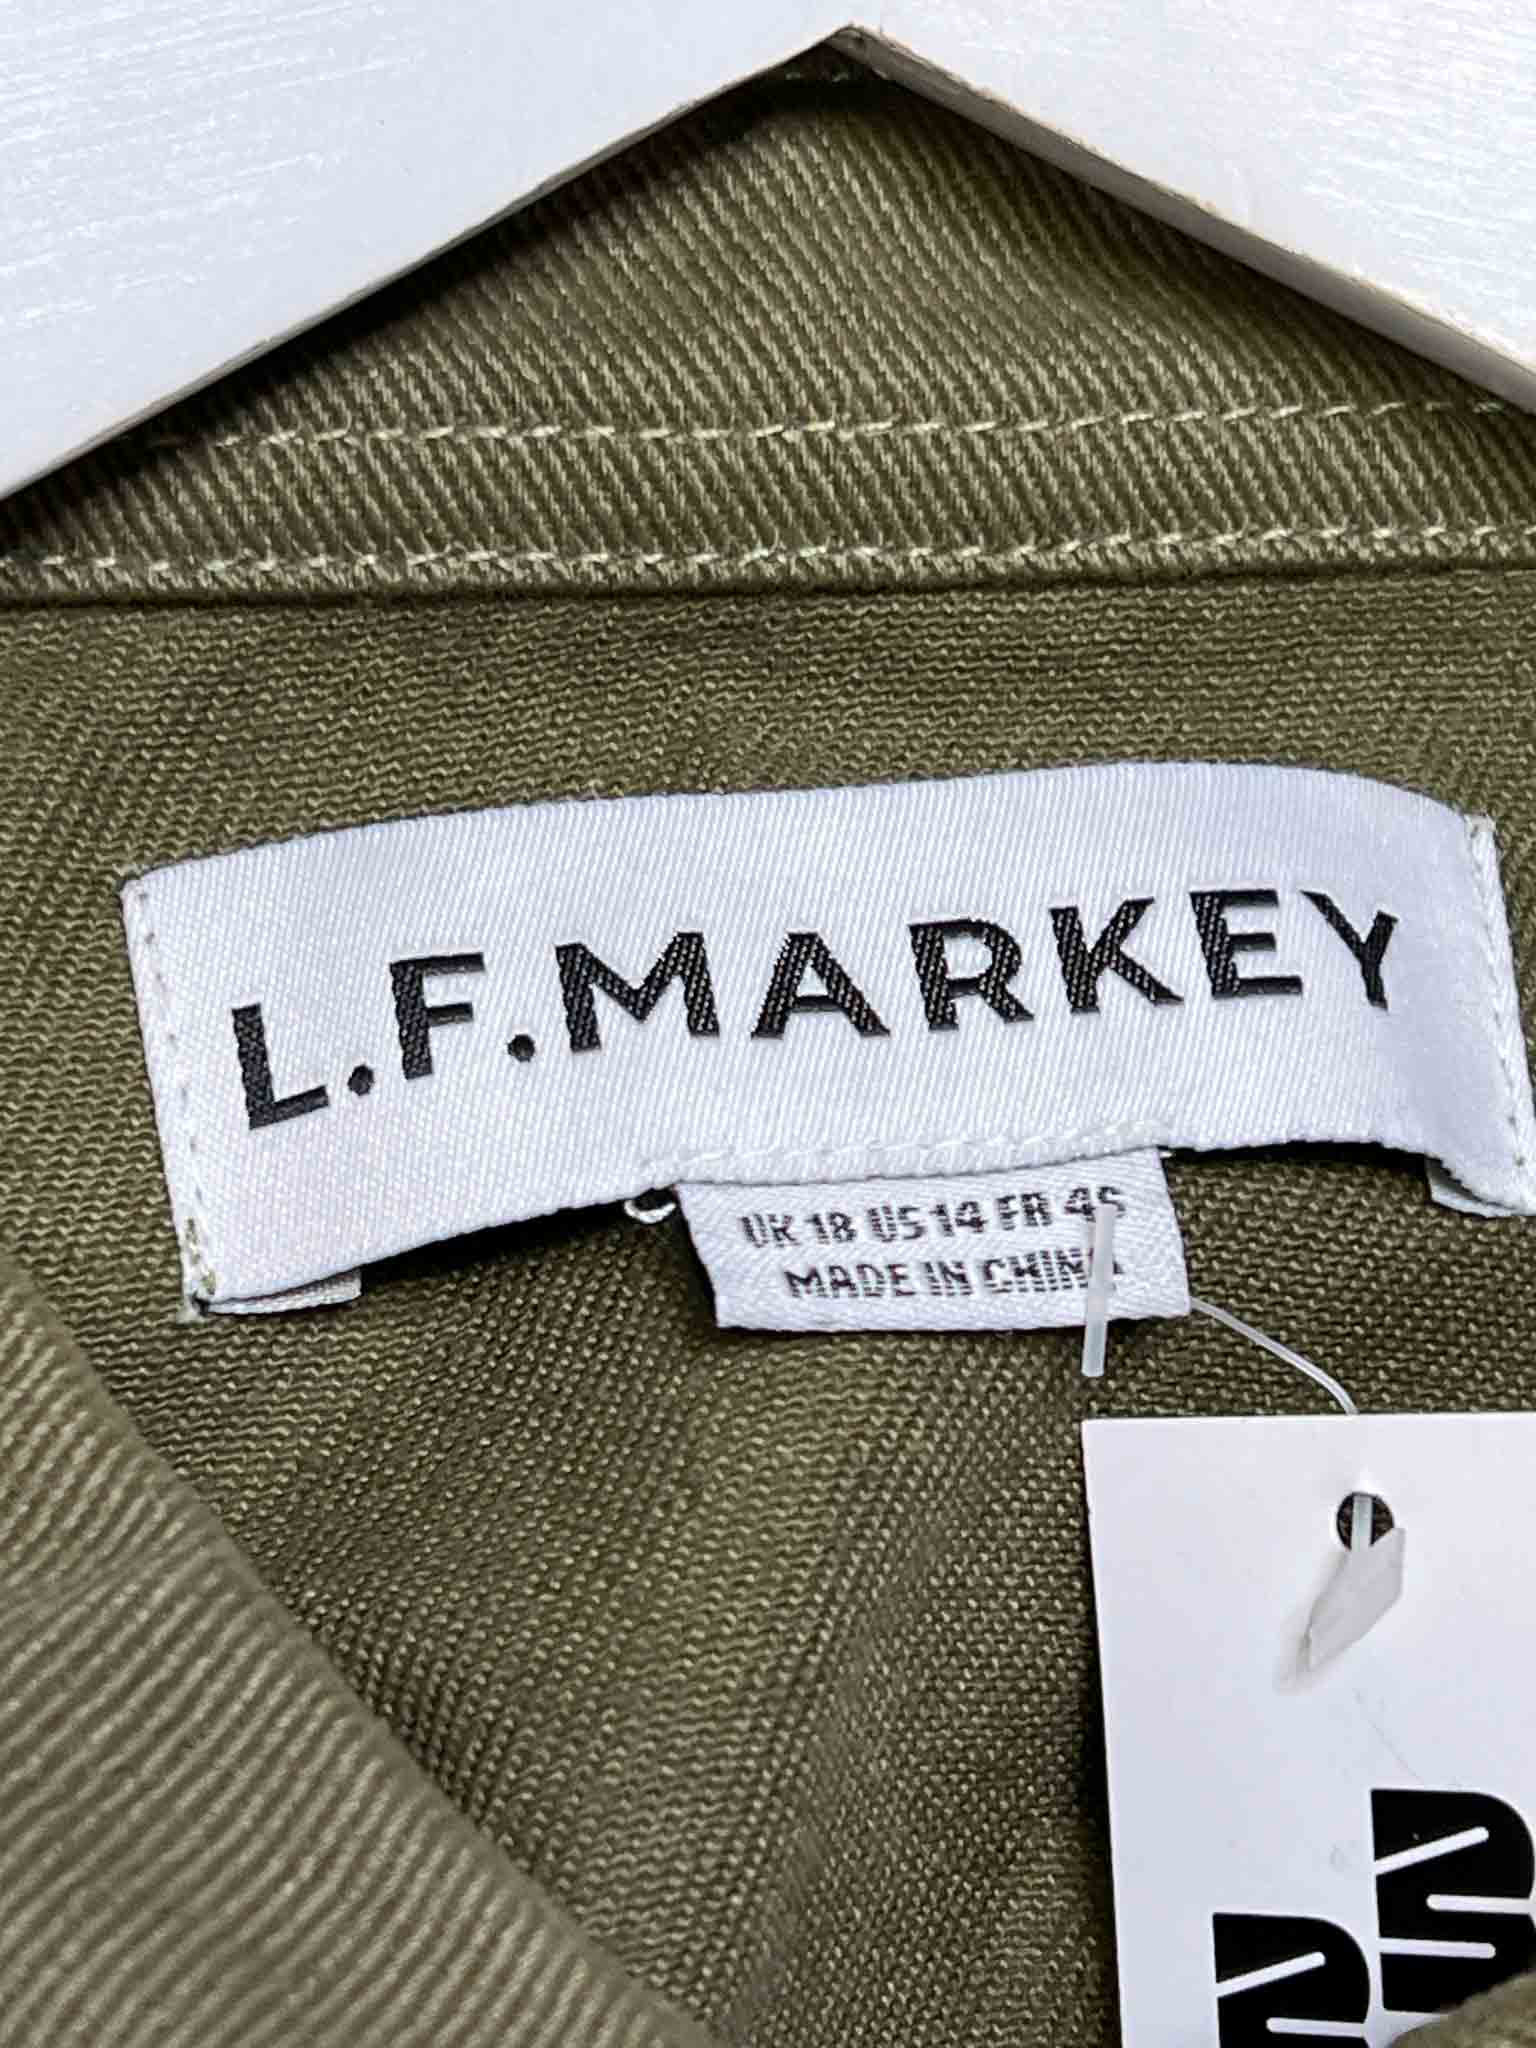 L.F.MARKEY
UK 18 US 14 FR 46
MADE IN CHINA